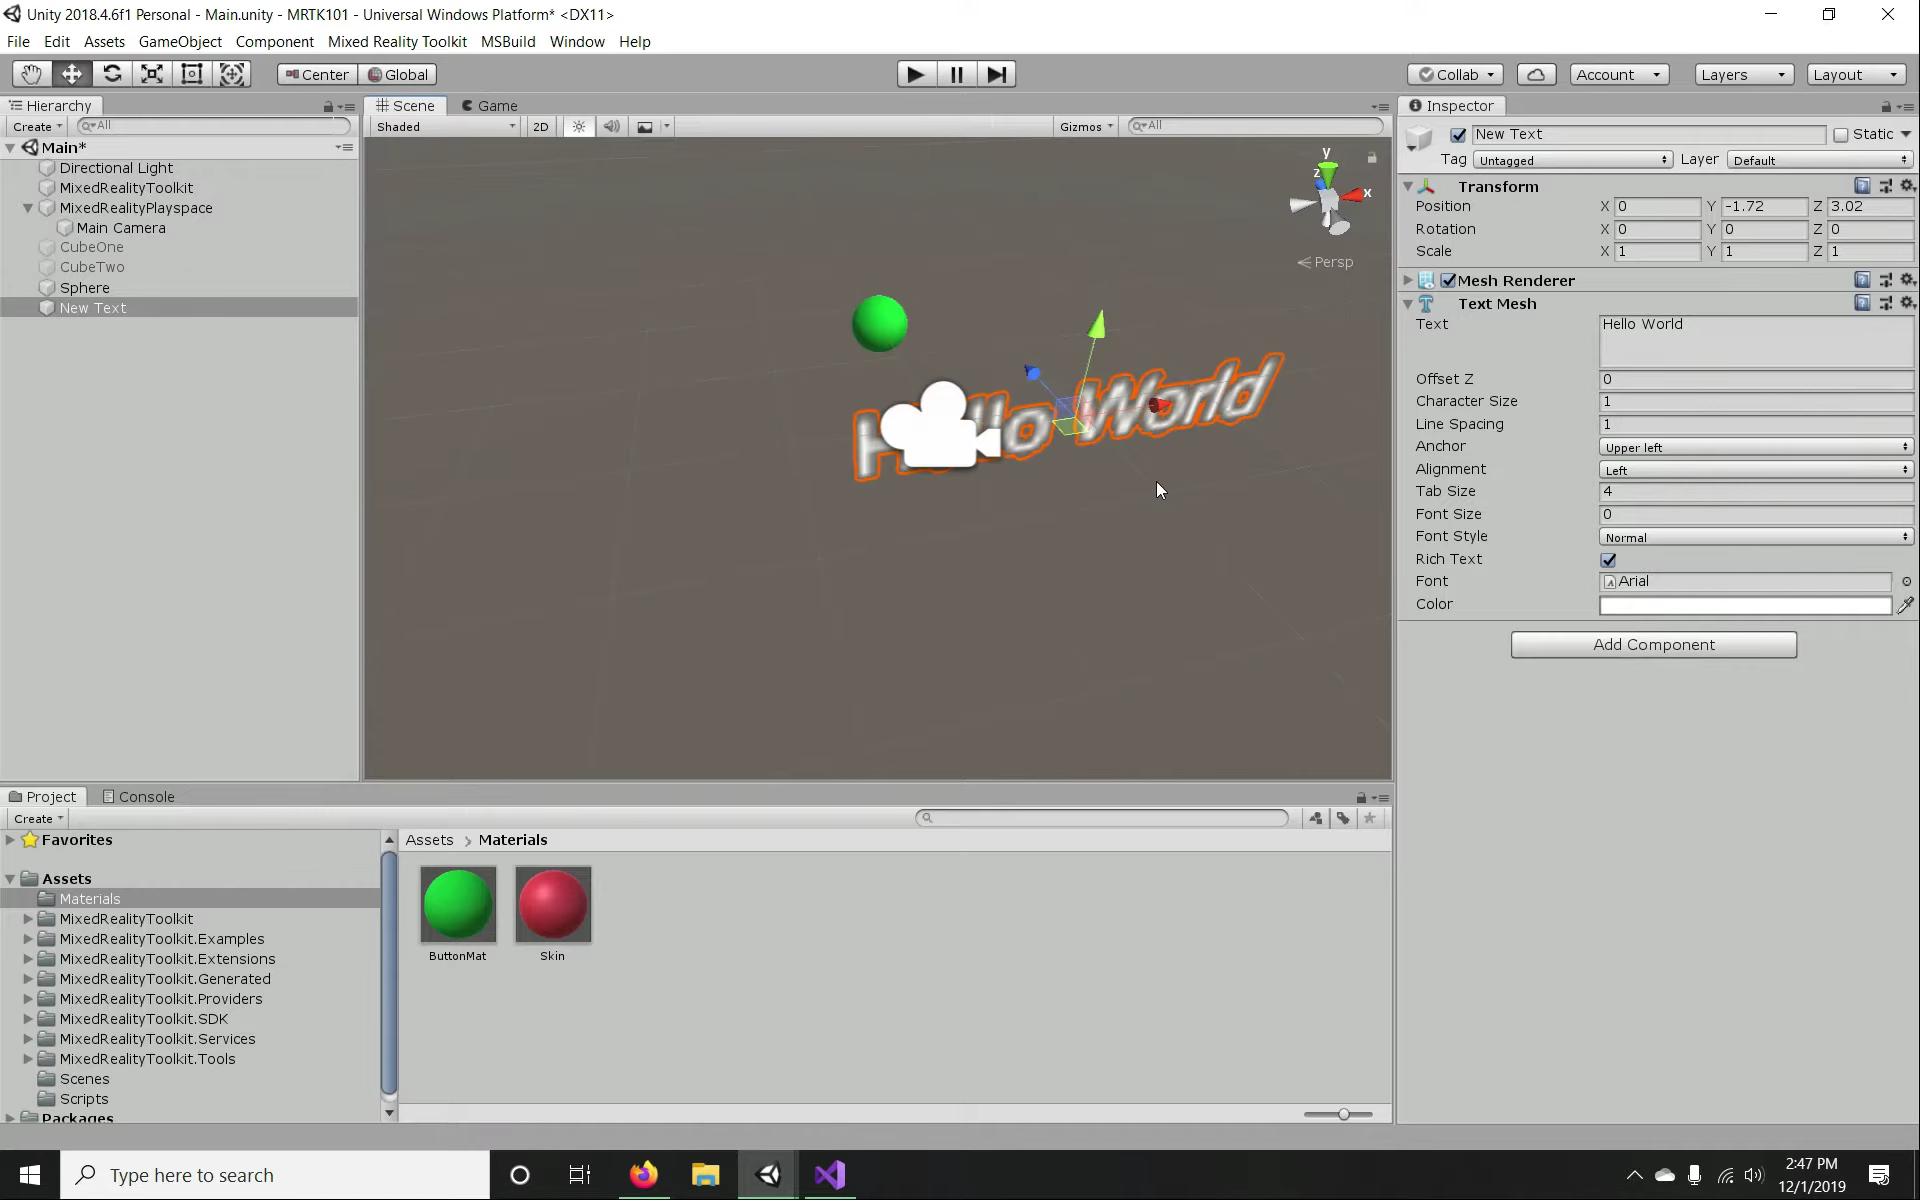 Unity 2018.4.6f1 Personal - Main.unity - MRTK101 - Universal Windows Platform* <DX11>
File Edit Assets GameObject Component Mixed Reality Toolkit MSBuild Window Help
Center Global Collab Account Layers Layout
Hierarchy
Create All
Main*
Directional Light
MixedRealityToolkit
MixedRealityPlayspace
Main Camera
CubeOne
CubeTwo
Sphere
New Text
Scene Game
Shaded 2D Gizmos All
y
z
x
Persp
Hello World
Inspector
New Text Static
Tag Untagged Layer Default
Transform
Position X 0 Y -1.72 Z 3.02
Rotation X 0 Y 0 Z 0
Scale X 1 Y 1 Z 1
Mesh Renderer
Text Mesh
Text Hello World
Offset Z 0
Character Size 1
Line Spacing 1
Anchor Upper left
Alignment Left
Tab Size 4
Font Size 0
Font Style Normal
Rich Text
Font Arial
Color
Add Component
Project Console
Create
Favorites
Assets
Materials
MixedRealityToolkit
MixedRealityToolkit.Examples
MixedRealityToolkit.Extensions
MixedRealityToolkit.Generated
MixedRealityToolkit.Providers
MixedRealityToolkit.SDK
MixedRealityToolkit.Services
MixedRealityToolkit.Tools
Scenes
Scripts
Packages
Assets > Materials
ButtonMat Skin
Type here to search
2:47 PM
12/1/2019